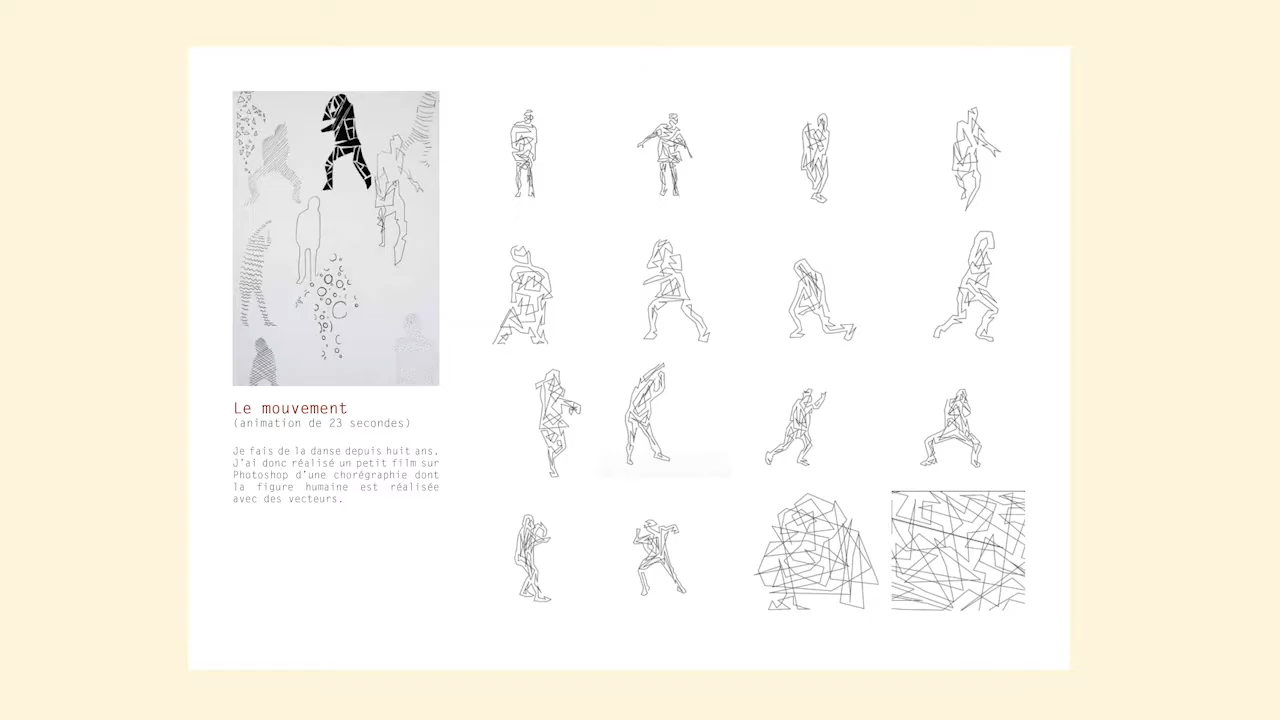 Le mouvement
(animation de 23 secondes)
Je fais de la danse depuis huit ans.
J'ai donc réalisé un petit film sur
Photoshop d'une chorégraphie dont
la figure humaine est réalisée
avec des vecteurs.